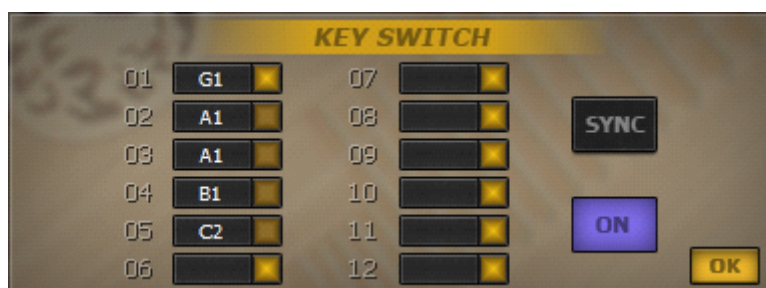 KEY SWITCH
01 G1 07
02 A1 08
03 A1 09
04 B1 10
05 C2 11
06 12
SYNC
ON
OK